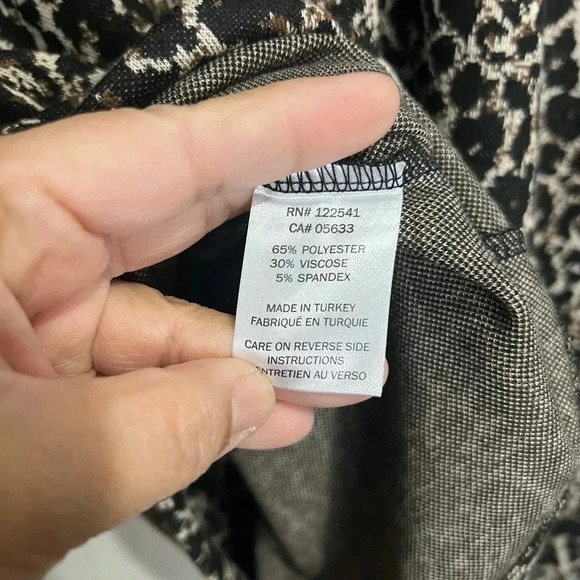 RN# 122541
CA# 05633
65% POLYESTER
30% VISCOSE
5% SPANDEX
MADE IN TURKEY
FABRIQUÉ EN TURQUIE
CARE ON REVERSE SIDE
INSTRUCTIONS
ENTRETIEN AU VERSO